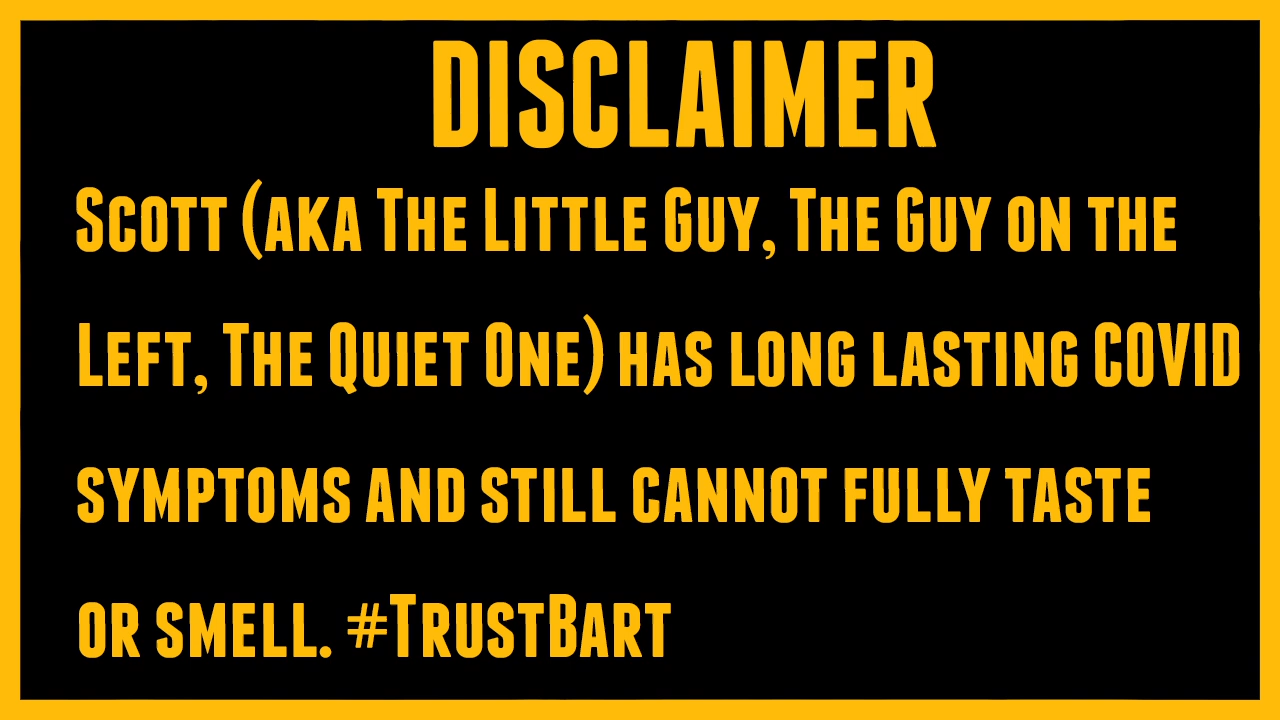 DISCLAIMER
Scott (aka The Little Guy, The Guy on the
Left, The Quiet One) has long lasting COVID
symptoms and still cannot fully taste
or smell. #TrustBart